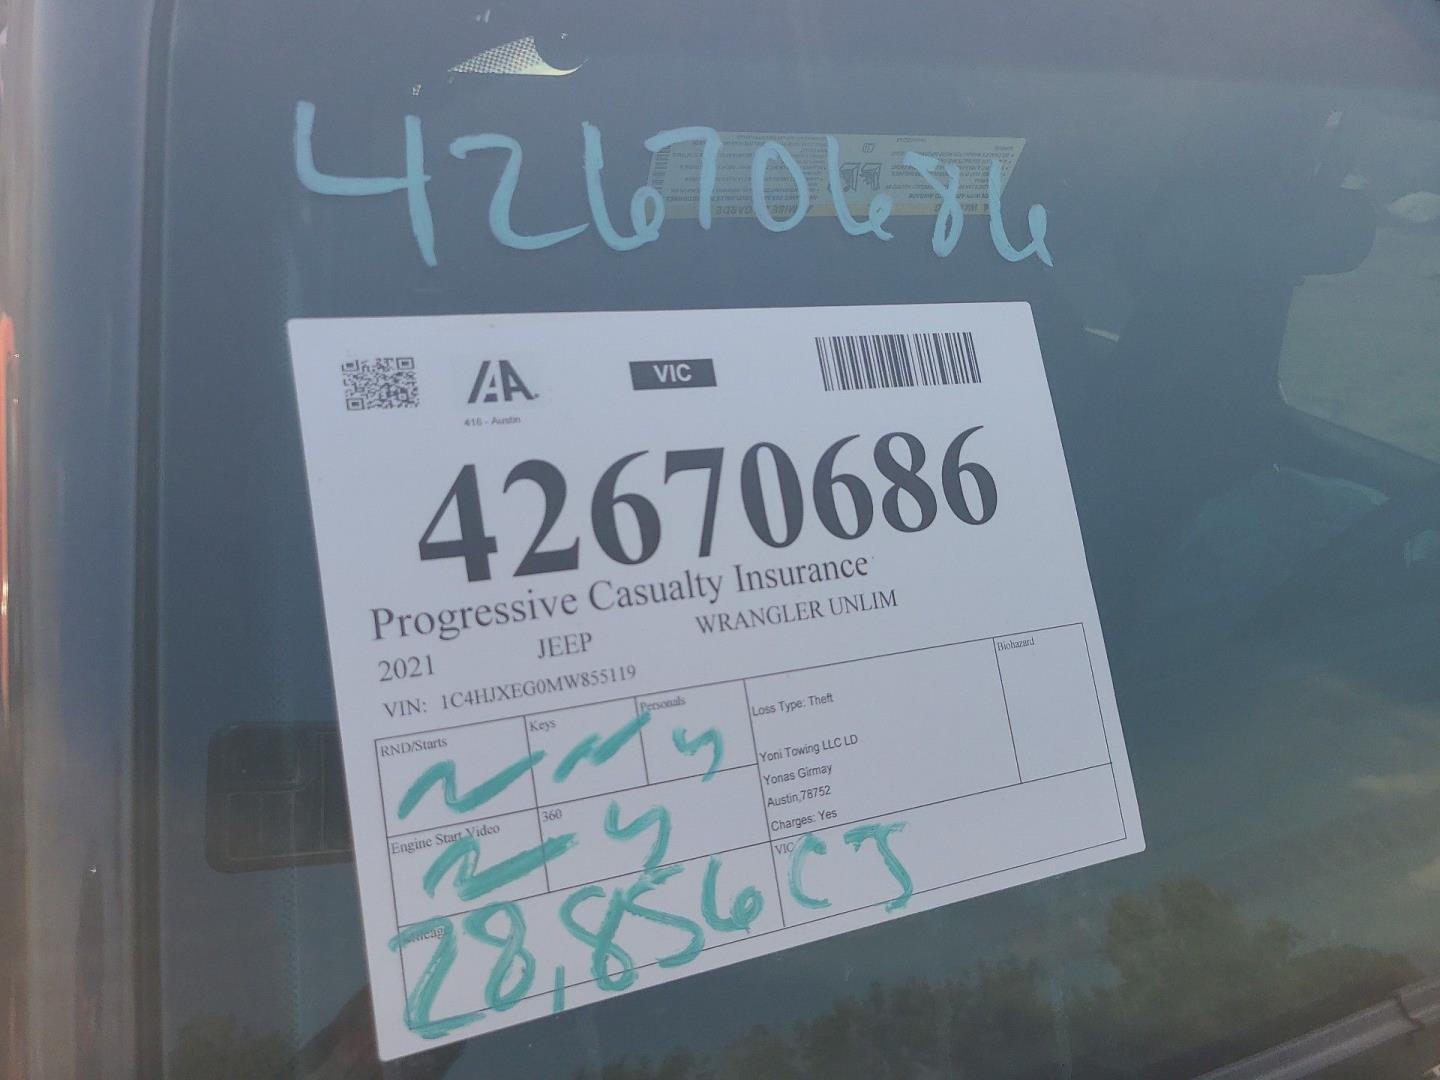 42670686
IAA
VIC
416 - Austin
42670686
Progressive Casualty Insurance
2021 JEEP WRANGLER UNLIM
VIN: 1C4HJXEG0MW855119
RND/Starts
N
Keys
N
Personals
Y
Loss Type: Theft
Yoni Towing LLC LD
Yonas Girmay
Austin,78752
Charges: Yes
Biohazard
Engine Start Video
N
360
Y
Mileage
28,856
VIC
CJ